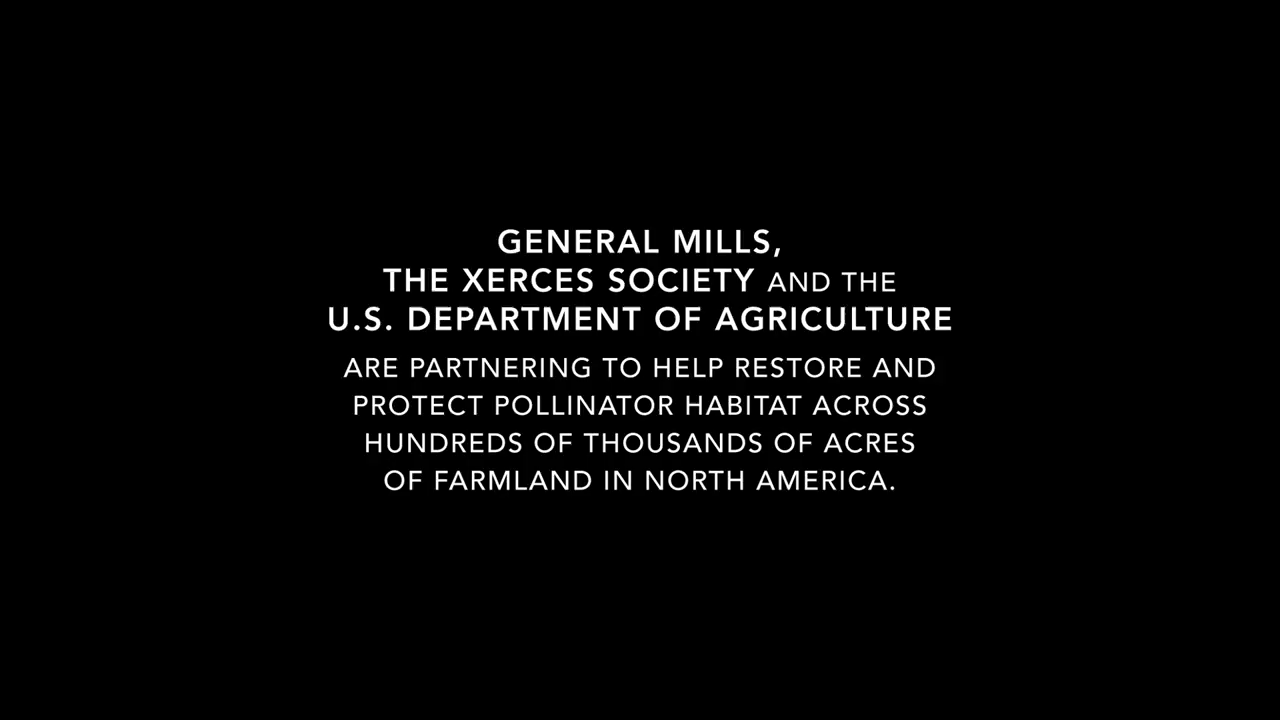 GENERAL MILLS,
THE XERCES SOCIETY AND THE
U.S. DEPARTMENT OF AGRICULTURE
ARE PARTNERING TO HELP RESTORE AND
PROTECT POLLINATOR HABITAT ACROSS
HUNDREDS OF THOUSANDS OF ACRES
OF FARMLAND IN NORTH AMERICA.